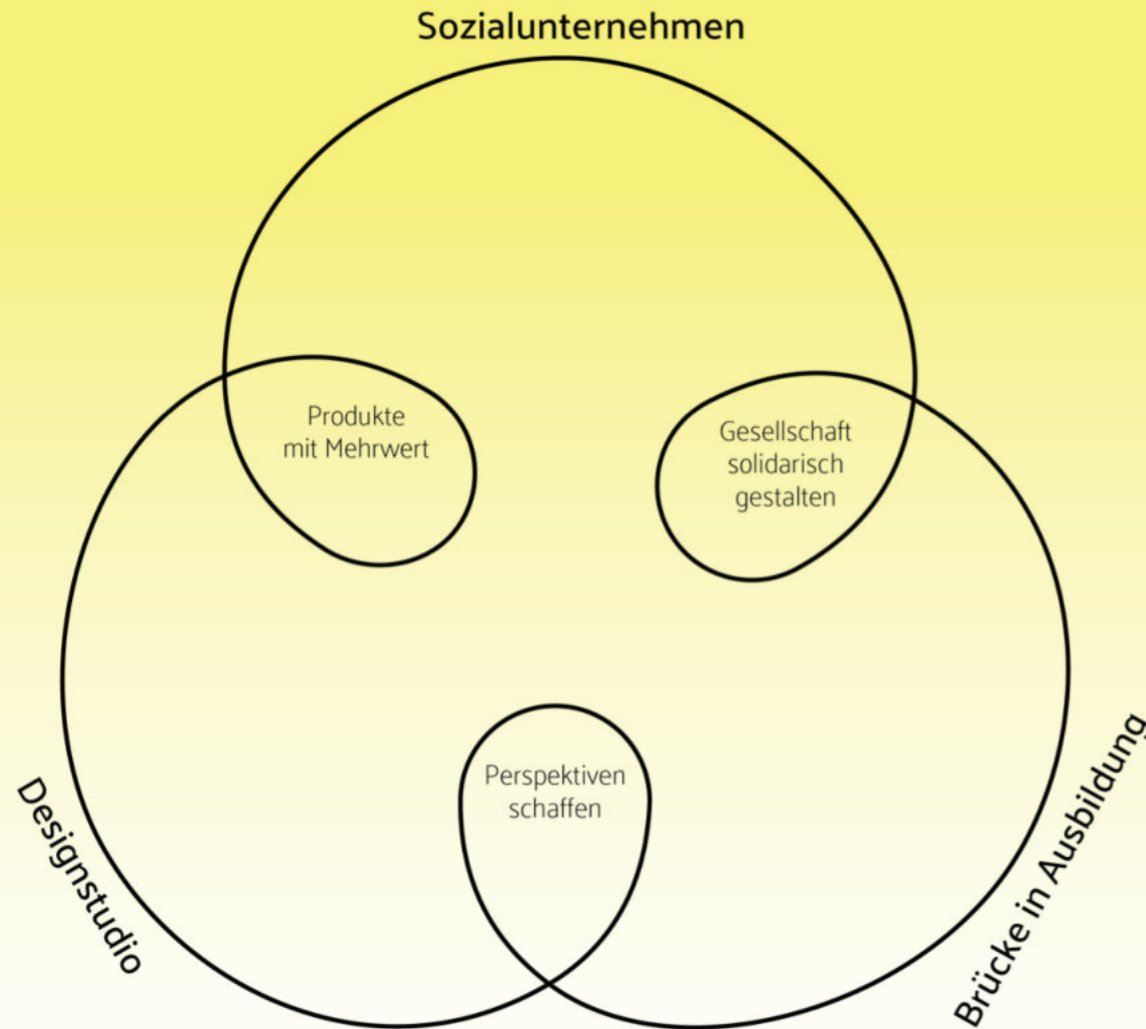 Sozialunternehmen
Produkte
mit Mehrwert
Gesellschaft
solidarisch
gestalten
Perspektiven
schaffen
Designstudio
Brücke in Ausbildung